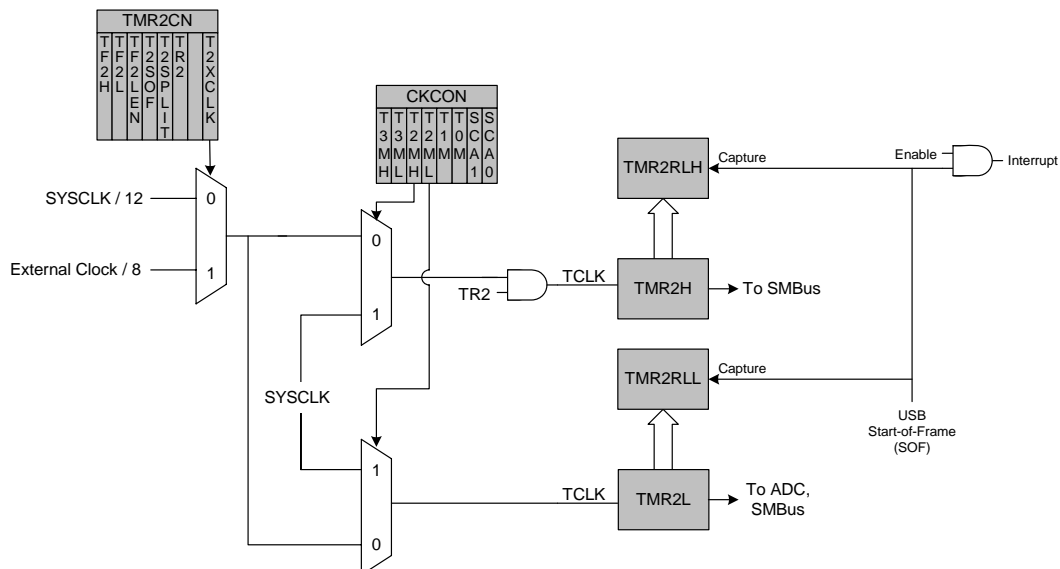 TMR2CN
TF2H
TF2L
TF2LEN
T2SOF
T2SPLIT
TR2
T2XCLK
CKCON
T3MH
T3ML
T2MH
T2ML
T1M
T0M
SCA1
SCA0
SYSCLK / 12
0
External Clock / 8
1
0
1
TR2
TCLK
TMR2RLH
Capture
Enable
Interrupt
TMR2H
To SMBus
SYSCLK
TMR2RLL
Capture
USB
Start-of-Frame
(SOF)
1
0
TCLK
TMR2L
To ADC,
SMBus